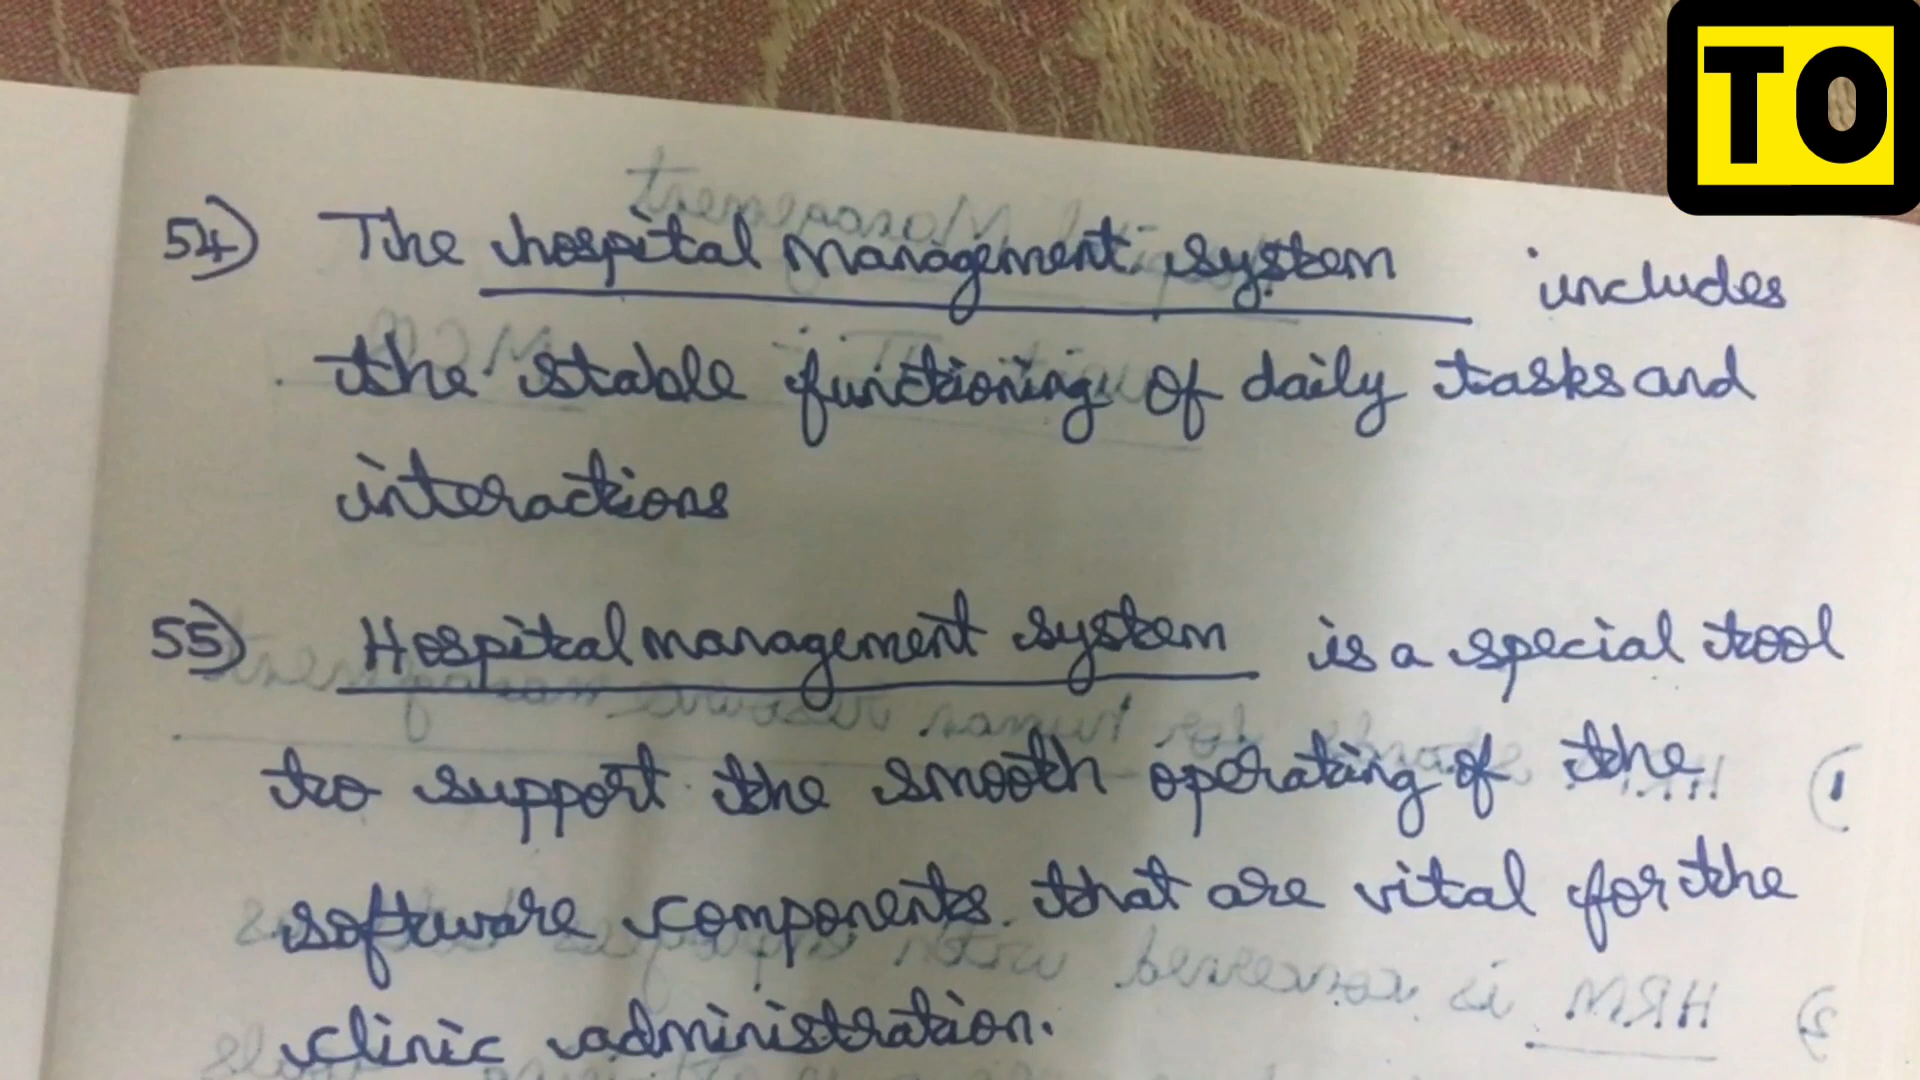 TO
54) The hospital management system includes
the stable functioning of daily tasks and
interactions
55) Hospital management system is a special tool
to support the smooth operating of the
software components that are vital for the
clinic administration.